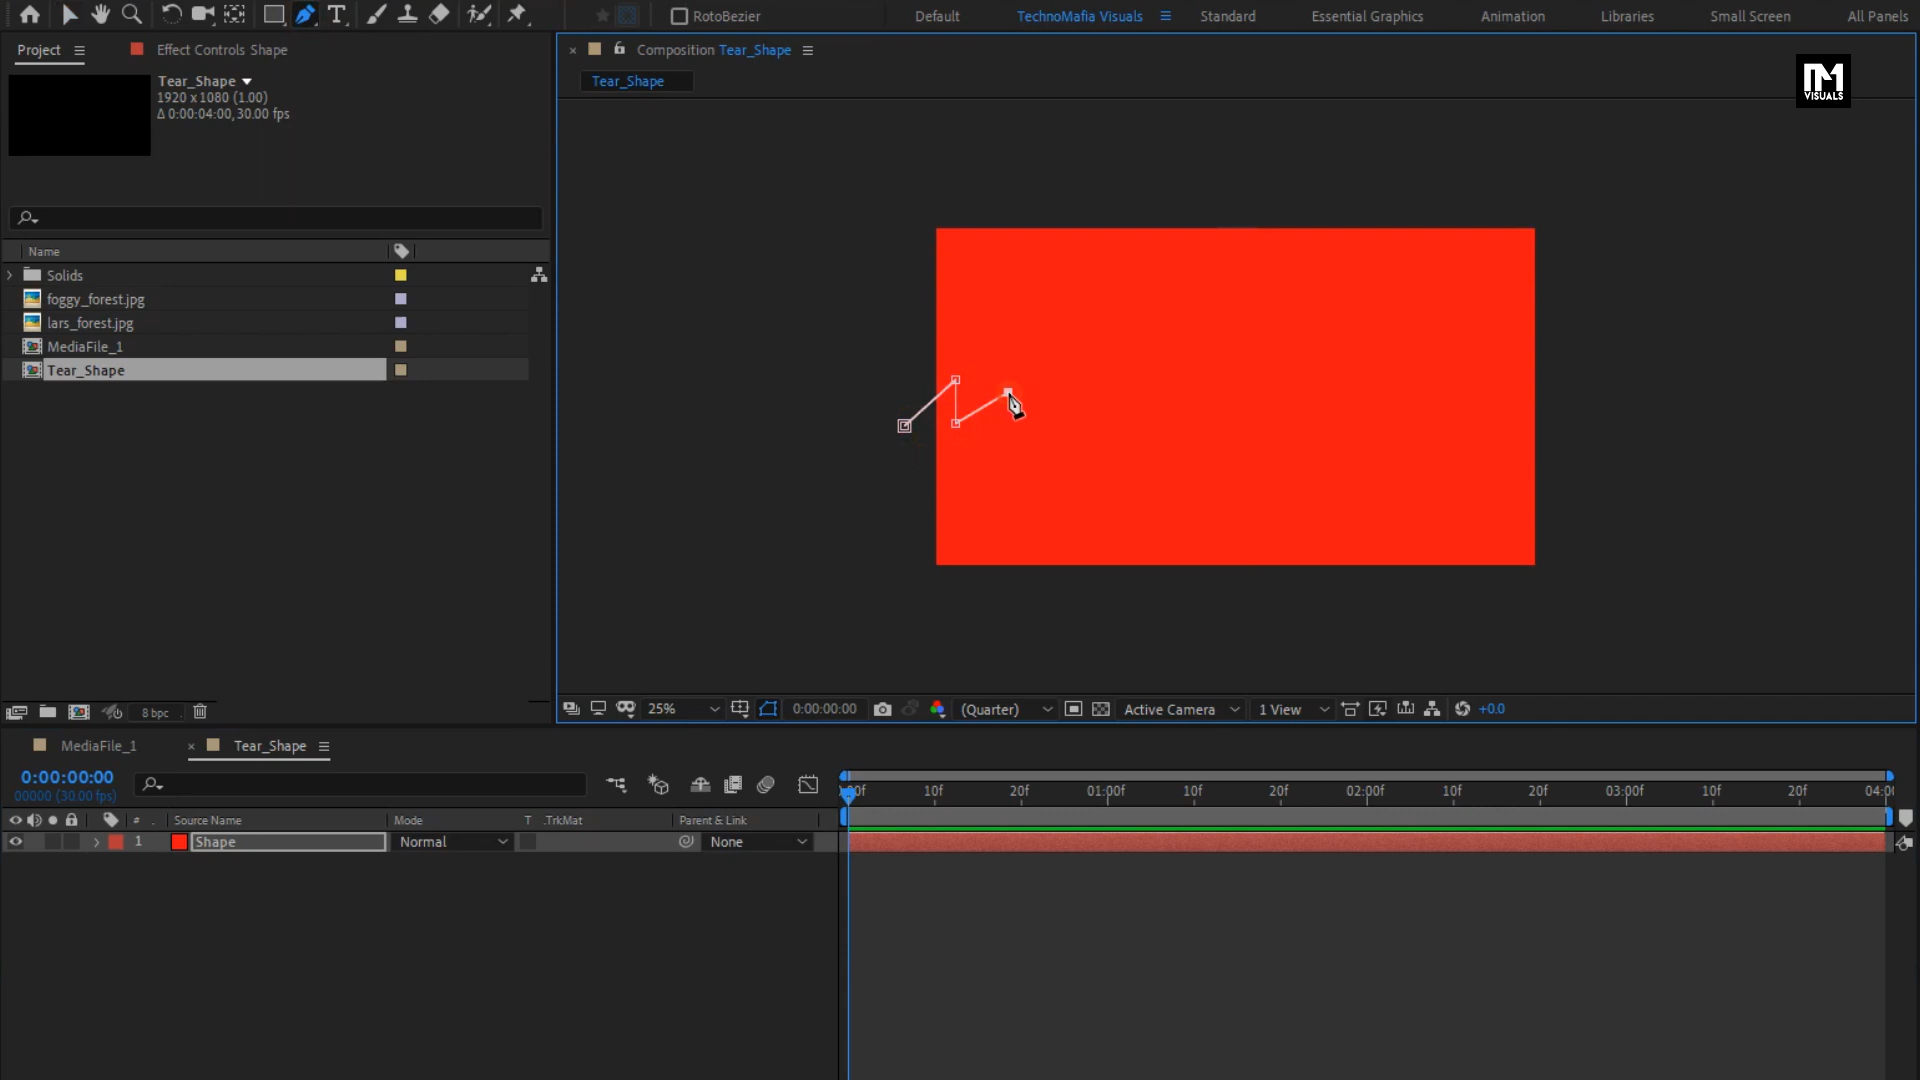 RotoBezier
Default
TechnoMafia Visuals
Standard
Essential Graphics
Animation
Libraries
Small Screen
All Panels
Project
Effect Controls Shape
Composition Tear_Shape
Tear_Shape
1920 x 1080 (1.00)
Δ 0:00:04:00, 30.00 fps
Tear_Shape
VISUALS
Name
Solids
foggy_forest.jpg
lars_forest.jpg
MediaFile_1
Tear_Shape
8 bpc
25%
0:00:00:00
(Quarter)
Active Camera
1 View
+0.0
MediaFile_1
Tear_Shape
0:00:00:00
00000 (30.00 fps)
10f 20f 01:00f 10f 20f 02:00f 10f 20f 03:00f 10f 20f
# Source Name Mode T .TrkMat Parent & Link
1 Shape Normal None